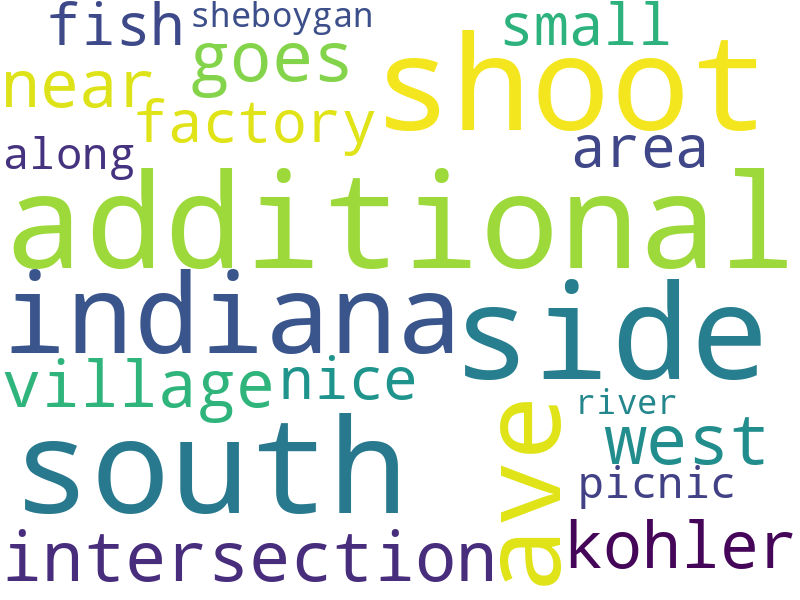 fish
sheboygan
small
goes
shoot
near
factory
along
area
additional
indiana
side
village
nice
river
ave
west
south
picnic
intersection
kohler